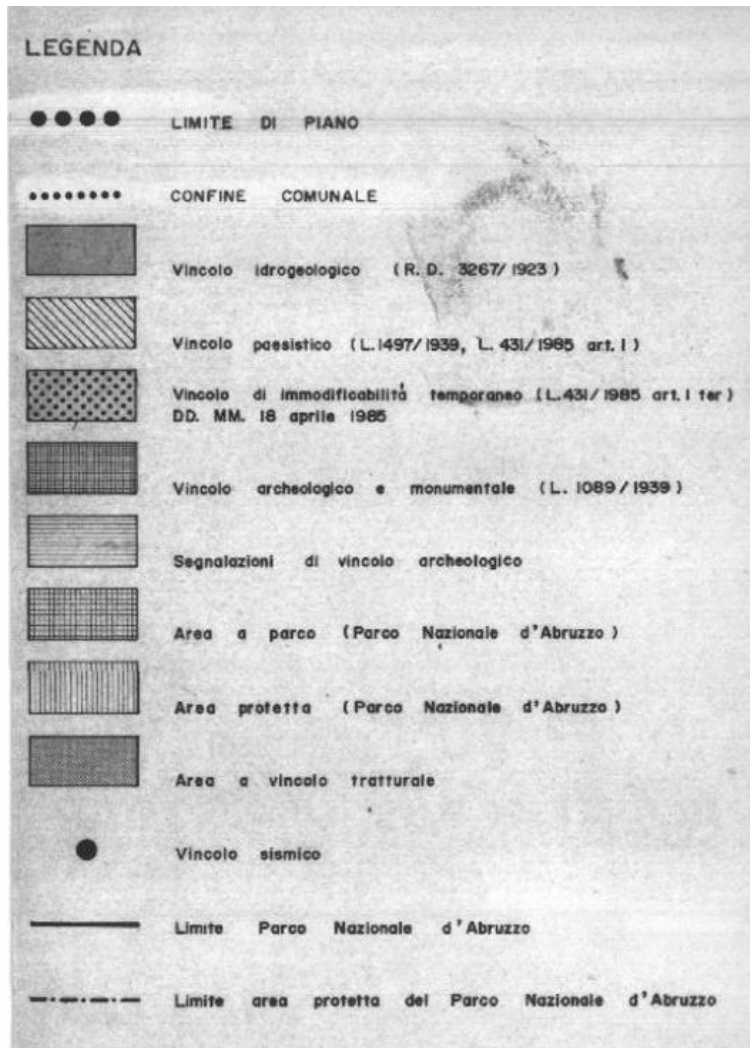 LEGENDA
LIMITE DI PIANO
CONFINE COMUNALE
Vincolo idrogeologico (R. D. 3267/1923)
Vincolo paesistico (L.1497/1939, L. 431/1985 art. 1)
Vincolo di immodificabilità temporaneo (L.431/1985 art. 1 ter)
DD. MM. 18 aprile 1985
Vincolo archeologico e monumentale (L. 1089/1939)
Segnalazioni di vincolo archeologico
Area a parco (Parco Nazionale d'Abruzzo)
Area protetta (Parco Nazionale d'Abruzzo)
Area a vincolo tratturale
Vincolo sismico
Limite Parco Nazionale d'Abruzzo
Limite area protetta del Parco Nazionale d'Abruzzo